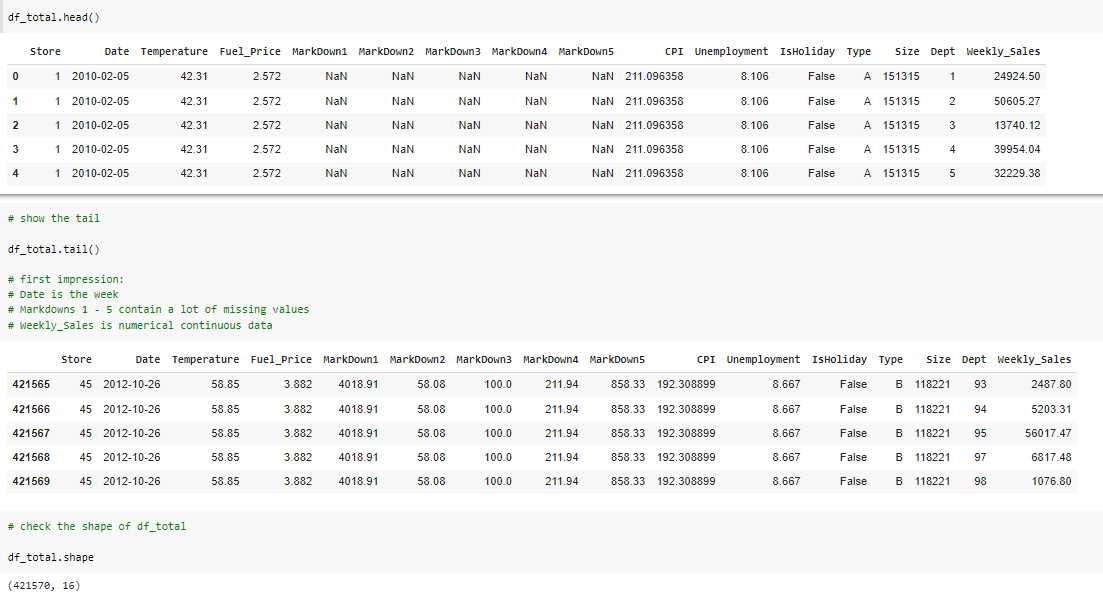 df_total.head()
Store Date Temperature Fuel_Price MarkDown1 MarkDown2 MarkDown3 MarkDown4 MarkDown5 CPI Unemployment IsHoliday Type Size Dept Weekly_Sales
0 1 2010-02-05 42.31 2.572 NaN NaN NaN NaN NaN 211.096358 8.106 False A 151315 1 24924.50
1 1 2010-02-05 42.31 2.572 NaN NaN NaN NaN NaN 211.096358 8.106 False A 151315 2 50605.27
2 1 2010-02-05 42.31 2.572 NaN NaN NaN NaN NaN 211.096358 8.106 False A 151315 3 13740.12
3 1 2010-02-05 42.31 2.572 NaN NaN NaN NaN NaN 211.096358 8.106 False A 151315 4 39954.04
4 1 2010-02-05 42.31 2.572 NaN NaN NaN NaN NaN 211.096358 8.106 False A 151315 5 32229.38
# show the tail
df_total.tail()
# first impression:
# Date is the week
# Markdowns 1 - 5 contain a lot of missing values
# Weekly_Sales is numerical continuous data
Store Date Temperature Fuel_Price MarkDown1 MarkDown2 MarkDown3 MarkDown4 MarkDown5 CPI Unemployment IsHoliday Type Size Dept Weekly_Sales
421565 45 2012-10-26 58.85 3.882 4018.91 58.08 100.0 211.94 858.33 192.308899 8.667 False B 118221 93 2487.80
421566 45 2012-10-26 58.85 3.882 4018.91 58.08 100.0 211.94 858.33 192.308899 8.667 False B 118221 94 5203.31
421567 45 2012-10-26 58.85 3.882 4018.91 58.08 100.0 211.94 858.33 192.308899 8.667 False B 118221 95 56017.47
421568 45 2012-10-26 58.85 3.882 4018.91 58.08 100.0 211.94 858.33 192.308899 8.667 False B 118221 97 6817.48
421569 45 2012-10-26 58.85 3.882 4018.91 58.08 100.0 211.94 858.33 192.308899 8.667 False B 118221 98 1076.80
# check the shape of df_total
df_total.shape
(421570, 16)